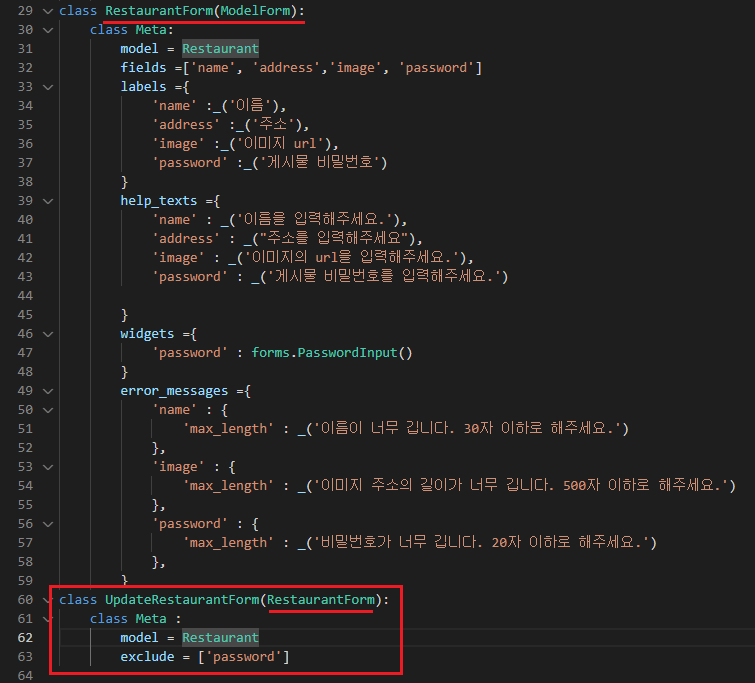 29 class RestaurantForm(ModelForm):
30 class Meta:
31 model = Restaurant
32 fields =['name', 'address','image', 'password']
33 labels ={
34 'name' :_('이름'),
35 'address' :_('주소'),
36 'image' :_('이미지 url'),
37 'password' :_('게시물 비밀번호')
38 }
39 help_texts ={
40 'name' : _('이름을 입력해주세요.'),
41 'address' : _("주소를 입력해주세요"),
42 'image' : _('이미지의 url을 입력해주세요.'),
43 'password' : _('게시물 비밀번호를 입력해주세요.')
44
45 }
46 widgets ={
47 'password' : forms.PasswordInput()
48 }
49 error_messages ={
50 'name' : {
51 'max_length' : _('이름이 너무 깁니다. 30자 이하로 해주세요.')
52 },
53 'image' : {
54 'max_length' : _('이미지 주소의 길이가 너무 깁니다. 500자 이하로 해주세요.')
55 },
56 'password' : {
57 'max_length' : _('비밀번호가 너무 깁니다. 20자 이하로 해주세요.')
58 },
59 }
60 class UpdateRestaurantForm(RestaurantForm):
61 class Meta :
62 model = Restaurant
63 exclude = ['password']
64